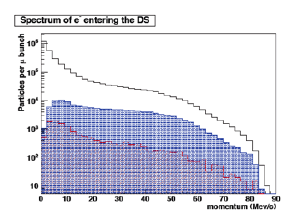 Spectrum of e⁻ entering the DS
Particles per μ bunch
10⁶
10⁵
10⁴
10³
10²
10
0 10 20 30 40 50 60 70 80 90
momentum (Mev/c)